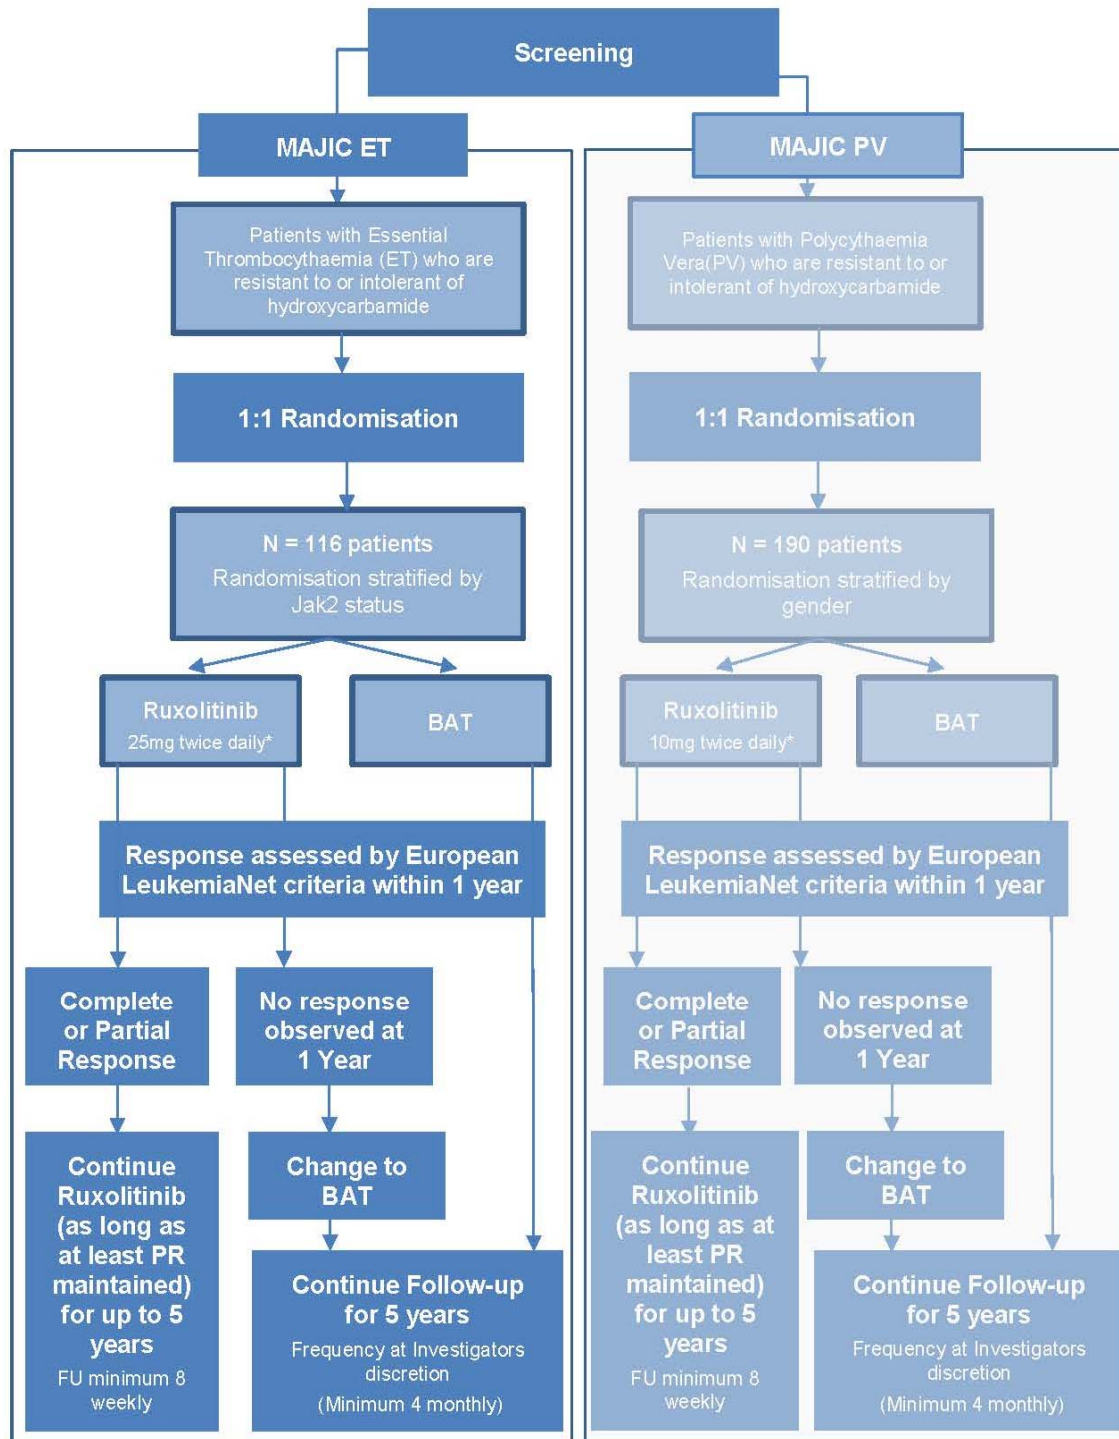 Screening
MAJIC ET
Patients with Essential
Thrombocythaemia (ET) who are
resistant to or intolerant of
hydroxycarbamide
1:1 Randomisation
N = 116 patients
Randomisation stratified by
Jak2 status
Ruxolitinib
25mg twice daily*
BAT
Response assessed by European
LeukemiaNet criteria within 1 year
Complete
or Partial
Response
No response
observed at
1 Year
Continue
Ruxolitinib
(as long as
at least PR
maintained)
for up to 5
years
FU minimum 8
weekly
Change to
BAT
Continue Follow-up
for 5 years
Frequency at Investigators
discretion
(Minimum 4 monthly)
MAJIC PV
Patients with Polycythaemia
Vera(PV) who are resistant to or
intolerant of hydroxycarbamide
1:1 Randomisation
N = 190 patients
Randomisation stratified by
gender
Ruxolitinib
10mg twice daily*
BAT
Response assessed by European
LeukemiaNet criteria within 1 year
Complete
or Partial
Response
No response
observed at
1 Year
Continue
Ruxolitinib
(as long as at
least PR
maintained)
for up to 5
years
FU minimum 8
weekly
Change to
BAT
Continue Follow-up
for 5 years
Frequency at Investigators
discretion
(Minimum 4 monthly)